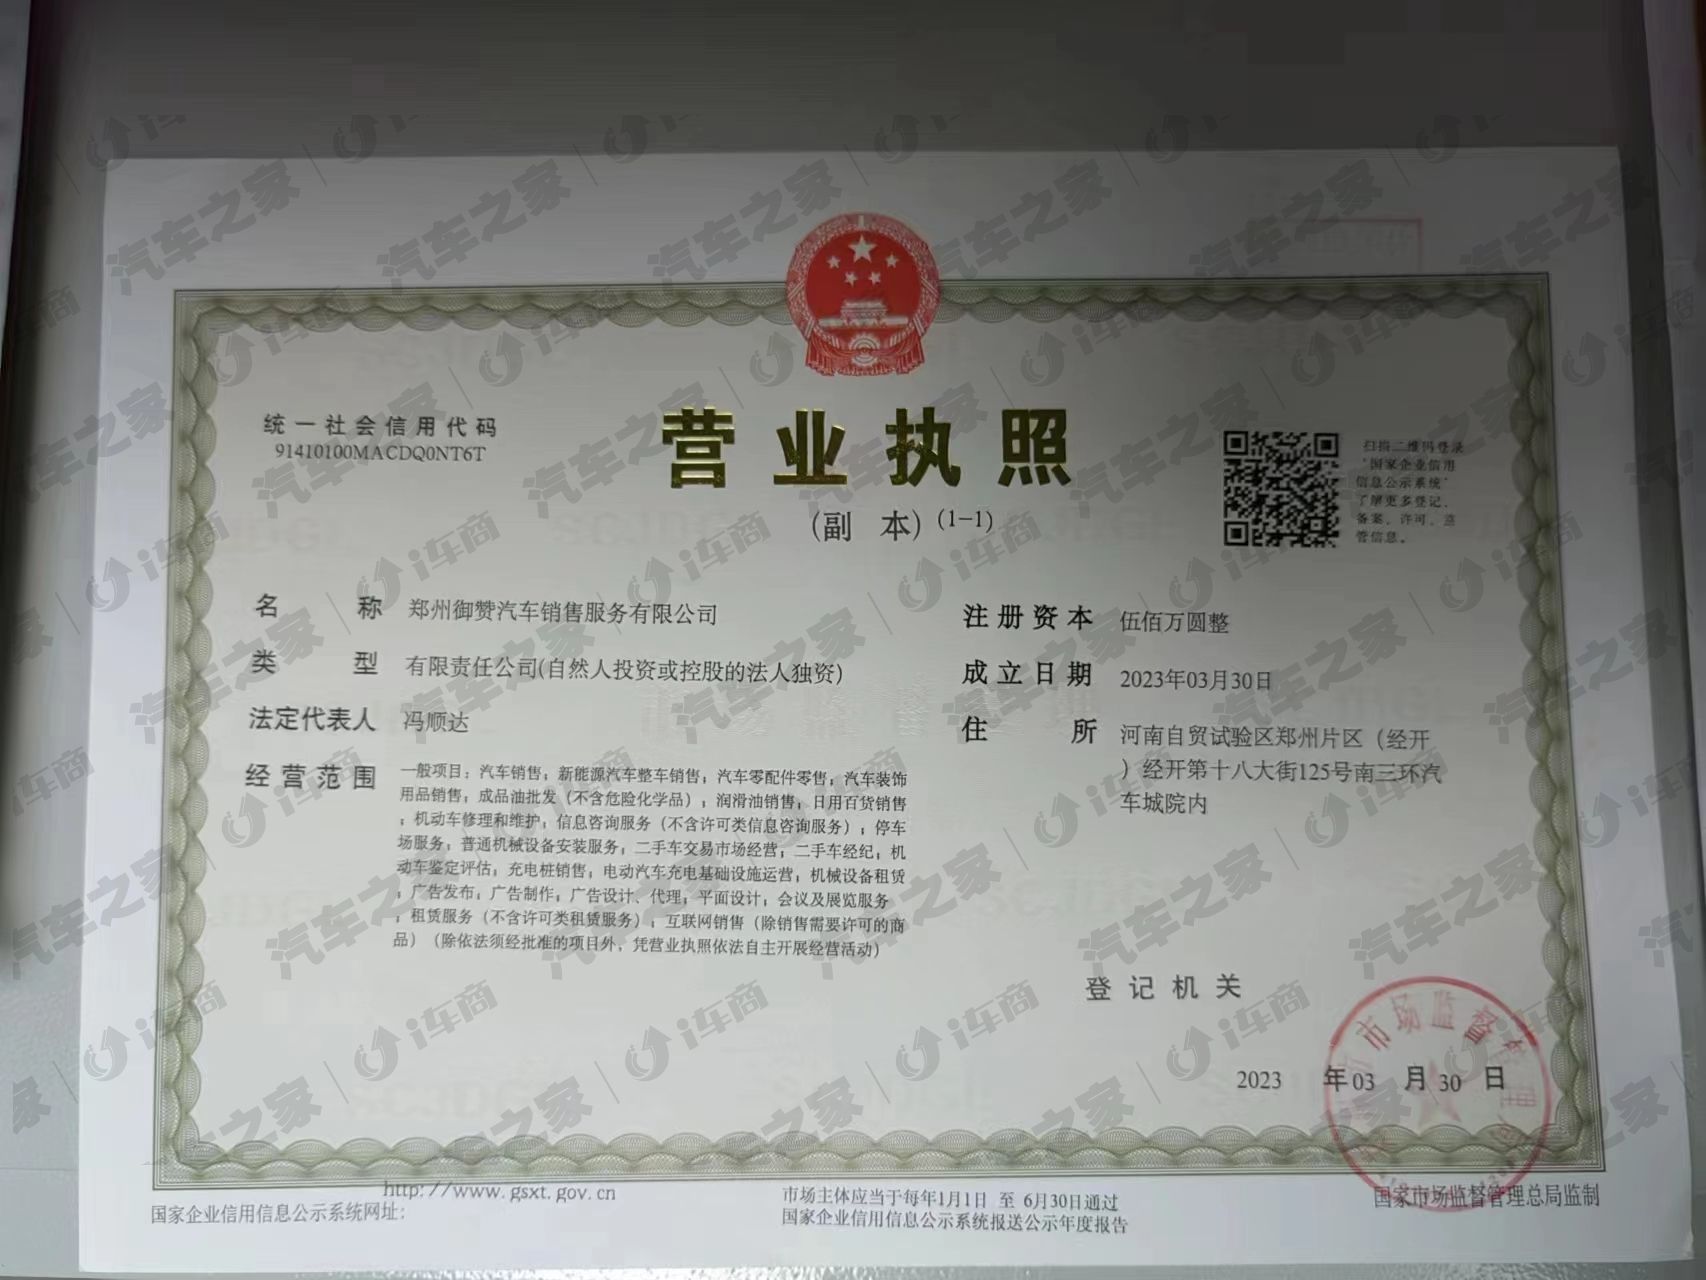 统一社会信用代码
91410100MACDQ0NT6T
营业执照
(副 本) (1-1)
扫描二维码登录
"国家企业信用
信息公示系统"
了解更多登记、
备案、许可、监
管信息。
名 称 郑州御赞汽车销售服务有限公司
类 型 有限责任公司(自然人投资或控股的法人独资)
法定代表人 冯顺达
经营范围 一般项目：汽车销售；新能源汽车整车销售；汽车零配件零售；汽车装饰
用品销售；成品油批发（不含危险化学品）；润滑油销售；日用百货销售
；机动车修理和维护；信息咨询服务（不含许可类信息咨询服务）；停车
场服务；普通机械设备安装服务；二手车交易市场经营；二手车经纪；机
动车鉴定评估；充电桩销售；电动汽车充电基础设施运营；机械设备租赁
；广告发布；广告制作；广告设计、代理；平面设计；会议及展览服务
；租赁服务（不含许可类租赁服务）；互联网销售（除销售需要许可的商
品）（除依法须经批准的项目外，凭营业执照依法自主开展经营活动）
注册资本 伍佰万圆整
成立日期 2023年03月30日
住 所 河南自贸试验区郑州片区（经开
）经开第十八大街125号南三环汽
车城院内
登记机关
市场监督管理
2023 年 03 月 30 日
http://www.gsxt.gov.cn
国家企业信用信息公示系统网址:
市场主体应当于每年1月1日 至 6月30日通过
国家企业信用信息公示系统报送公示年度报告
国家市场监督管理总局监制
汽车之家 | i车商